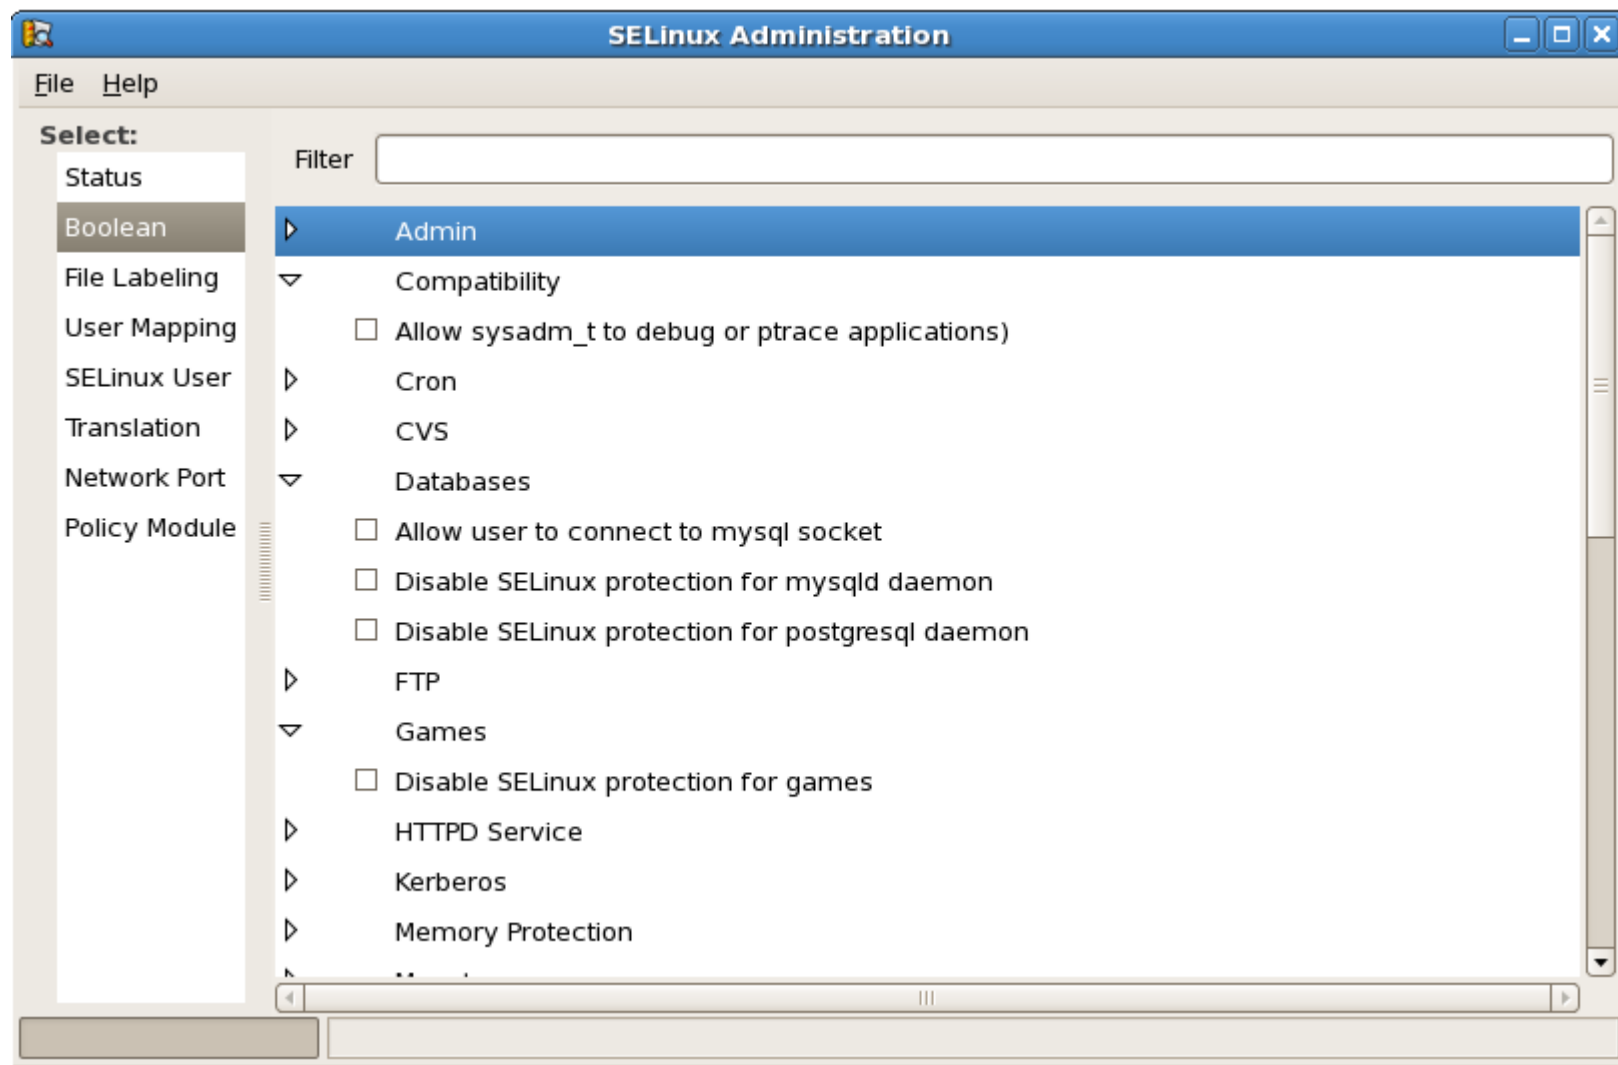 SELinux Administration
File Help
Select:
Status
Boolean
File Labeling
User Mapping
SELinux User
Translation
Network Port
Policy Module
Filter
Admin
Compatibility
Allow sysadm_t to debug or ptrace applications)
Cron
CVS
Databases
Allow user to connect to mysql socket
Disable SELinux protection for mysqld daemon
Disable SELinux protection for postgresql daemon
FTP
Games
Disable SELinux protection for games
HTTPD Service
Kerberos
Memory Protection